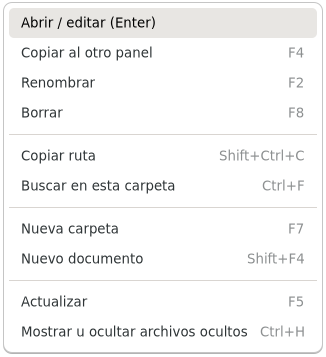 Abrir / editar (Enter)
Copiar al otro panel F4
Renombrar F2
Borrar F8
Copiar ruta Shift+Ctrl+C
Buscar en esta carpeta Ctrl+F
Nueva carpeta F7
Nuevo documento Shift+F4
Actualizar F5
Mostrar u ocultar archivos ocultos Ctrl+H